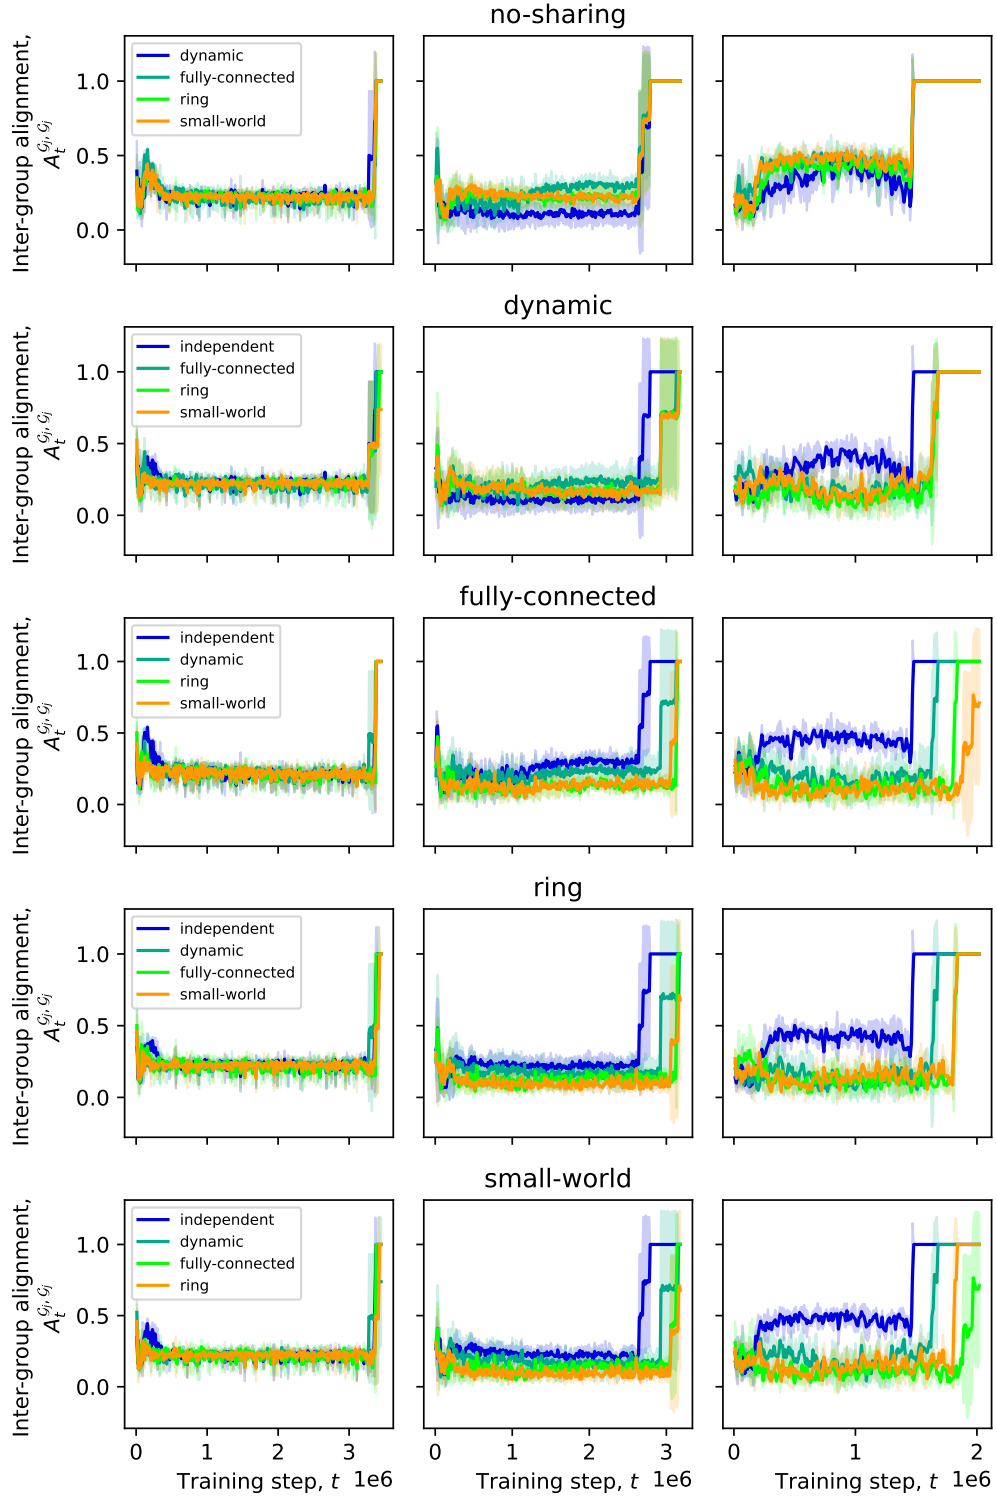 no-sharing
Inter-group alignment,
A_t^{𝒢_j, 𝒢_j}
1.0
0.5
0.0
dynamic
fully-connected
ring
small-world
dynamic
Inter-group alignment,
A_t^{𝒢_j, 𝒢_j}
1.0
0.5
0.0
independent
fully-connected
ring
small-world
fully-connected
Inter-group alignment,
A_t^{𝒢_j, 𝒢_j}
1.0
0.5
0.0
independent
dynamic
ring
small-world
ring
Inter-group alignment,
A_t^{𝒢_j, 𝒢_j}
1.0
0.5
0.0
independent
dynamic
fully-connected
small-world
small-world
Inter-group alignment,
A_t^{𝒢_j, 𝒢_j}
1.0
0.5
0.0
independent
dynamic
fully-connected
ring
0 1 2 3 0 1 2 3 0 1 2
Training step, t 1e6 Training step, t 1e6 Training step, t 1e6